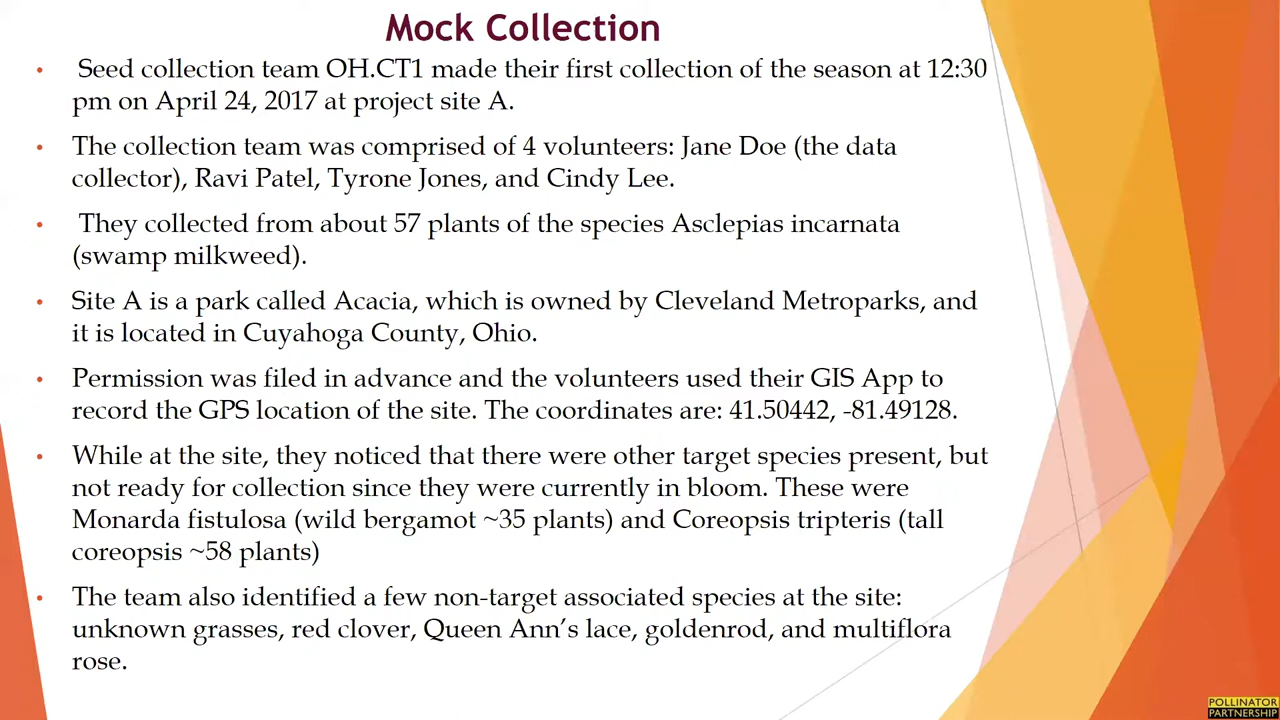 Mock Collection
• Seed collection team OH.CT1 made their first collection of the season at 12:30
pm on April 24, 2017 at project site A.
• The collection team was comprised of 4 volunteers: Jane Doe (the data
collector), Ravi Patel, Tyrone Jones, and Cindy Lee.
• They collected from about 57 plants of the species Asclepias incarnata
(swamp milkweed).
• Site A is a park called Acacia, which is owned by Cleveland Metroparks, and
it is located in Cuyahoga County, Ohio.
• Permission was filed in advance and the volunteers used their GIS App to
record the GPS location of the site. The coordinates are: 41.50442, -81.49128.
• While at the site, they noticed that there were other target species present, but
not ready for collection since they were currently in bloom. These were
Monarda fistulosa (wild bergamot ~35 plants) and Coreopsis tripteris (tall
coreopsis ~58 plants)
• The team also identified a few non-target associated species at the site:
unknown grasses, red clover, Queen Ann's lace, goldenrod, and multiflora
rose.
POLLINATOR
PARTNERSHIP